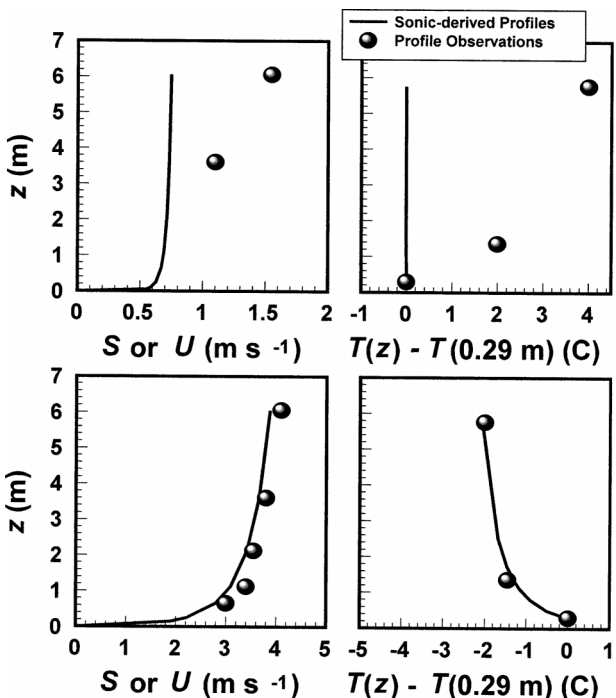 Sonic-derived Profiles
Profile Observations
7
6
5
4
3
2
1
0
z (m)
0 0.5 1 1.5 2
S or U (m s -1)
-1 0 1 2 3 4
T(z) - T(0.29 m) (C)
7
6
5
4
3
2
1
0
z (m)
0 1 2 3 4 5
S or U (m s -1)
-5 -4 -3 -2 -1 0 1
T(z) - T(0.29 m) (C)